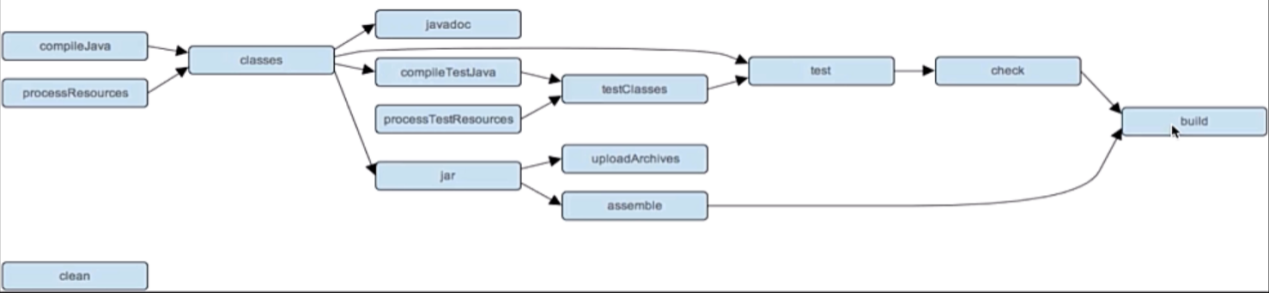 javadoc
compileJava
classes
compileTestJava
test
check
processResources
testClasses
processTestResources
build
uploadArchives
jar
assemble
clean